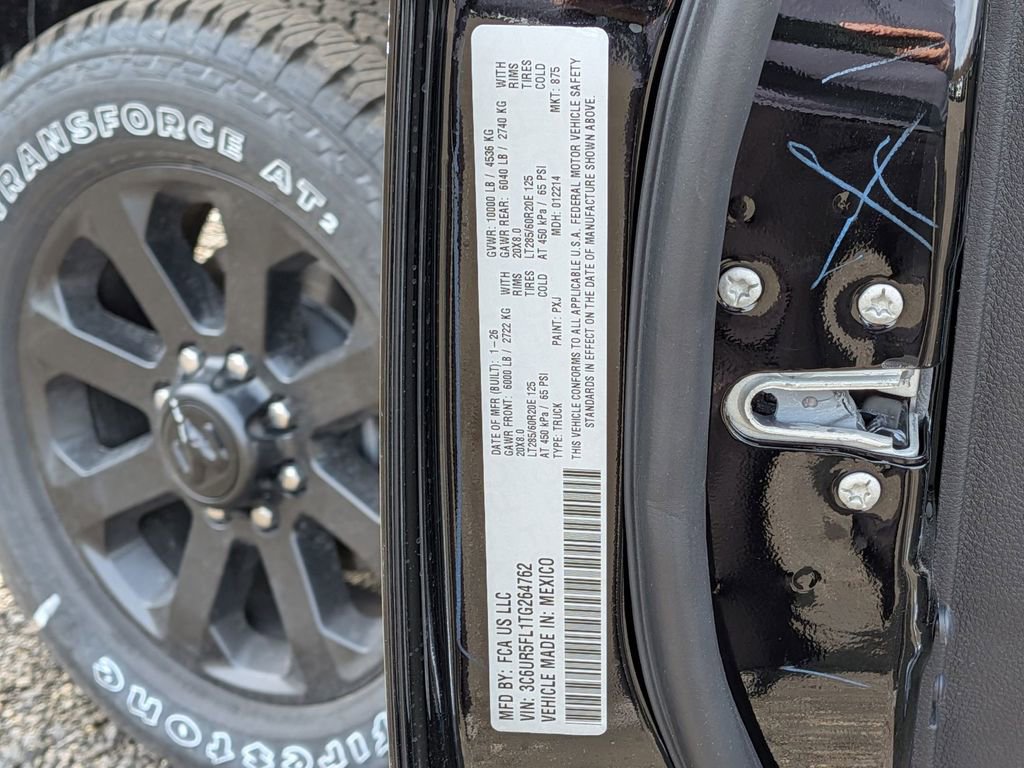 TRANSFORCE AT2
Firestone
MFD BY: FCA US LLC
VIN: 3C6UR5FL1TG264762
VEHICLE MADE IN: MEXICO
DATE OF MFR (BUILT): 1-26 GVWR: 10000 LB / 4536 KG
GAWR FRONT: 6000 LB / 2722 KG WITH GAWR REAR: 6040 LB / 2740 KG WITH
20X8.0 RIMS 20X8.0 RIMS
LT285/60R20E 125 TIRES LT285/60R20E 125 TIRES
AT 450 kPa / 65 PSI COLD AT 450 kPa / 65 PSI COLD
TYPE: TRUCK PAINT: PXJ MDH: 012214 MKT: 875
THIS VEHICLE CONFORMS TO ALL APPLICABLE U.S.A. FEDERAL MOTOR VEHICLE SAFETY
STANDARDS IN EFFECT ON THE DATE OF MANUFACTURE SHOWN ABOVE.